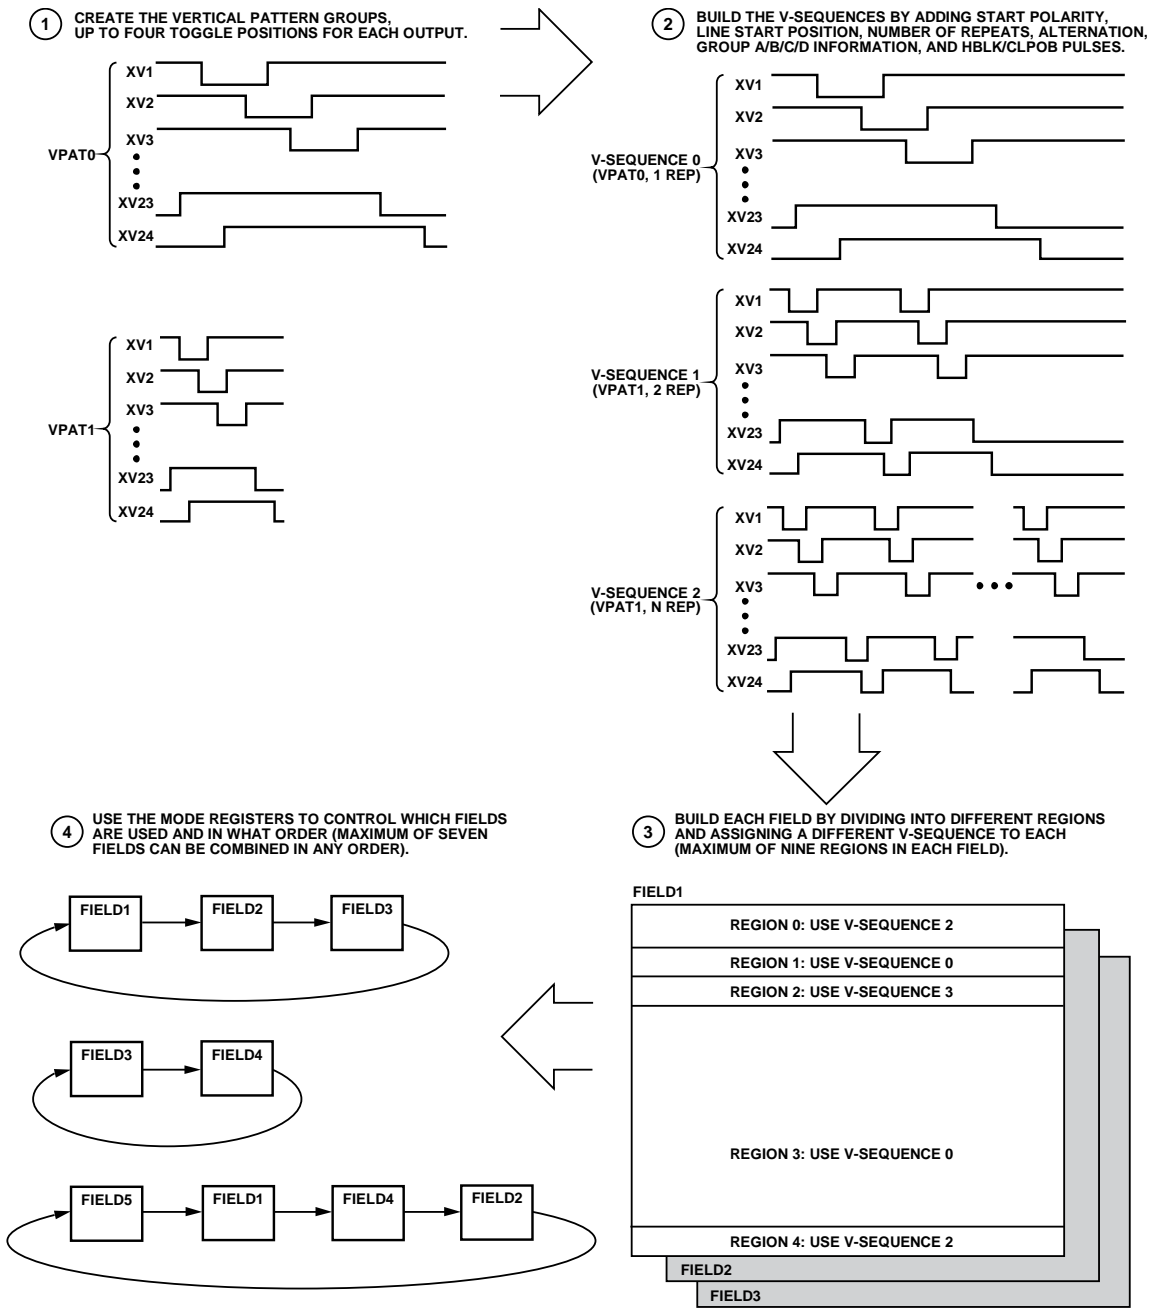 1
CREATE THE VERTICAL PATTERN GROUPS,
UP TO FOUR TOGGLE POSITIONS FOR EACH OUTPUT.
XV1
XV2
XV3
VPAT0
XV23
XV24
XV1
XV2
XV3
VPAT1
XV23
XV24
2
BUILD THE V-SEQUENCES BY ADDING START POLARITY,
LINE START POSITION, NUMBER OF REPEATS, ALTERNATION,
GROUP A/B/C/D INFORMATION, AND HBLK/CLPOB PULSES.
XV1
XV2
XV3
V-SEQUENCE 0
(VPAT0, 1 REP)
XV23
XV24
XV1
XV2
XV3
V-SEQUENCE 1
(VPAT1, 2 REP)
XV23
XV24
XV1
XV2
XV3
V-SEQUENCE 2
(VPAT1, N REP)
XV23
XV24
4
USE THE MODE REGISTERS TO CONTROL WHICH FIELDS
ARE USED AND IN WHAT ORDER (MAXIMUM OF SEVEN
FIELDS CAN BE COMBINED IN ANY ORDER).
FIELD1
FIELD2
FIELD3
FIELD3
FIELD4
FIELD5
FIELD1
FIELD4
FIELD2
3
BUILD EACH FIELD BY DIVIDING INTO DIFFERENT REGIONS
AND ASSIGNING A DIFFERENT V-SEQUENCE TO EACH
(MAXIMUM OF NINE REGIONS IN EACH FIELD).
FIELD1
REGION 0: USE V-SEQUENCE 2
REGION 1: USE V-SEQUENCE 0
REGION 2: USE V-SEQUENCE 3
REGION 3: USE V-SEQUENCE 0
REGION 4: USE V-SEQUENCE 2
FIELD2
FIELD3